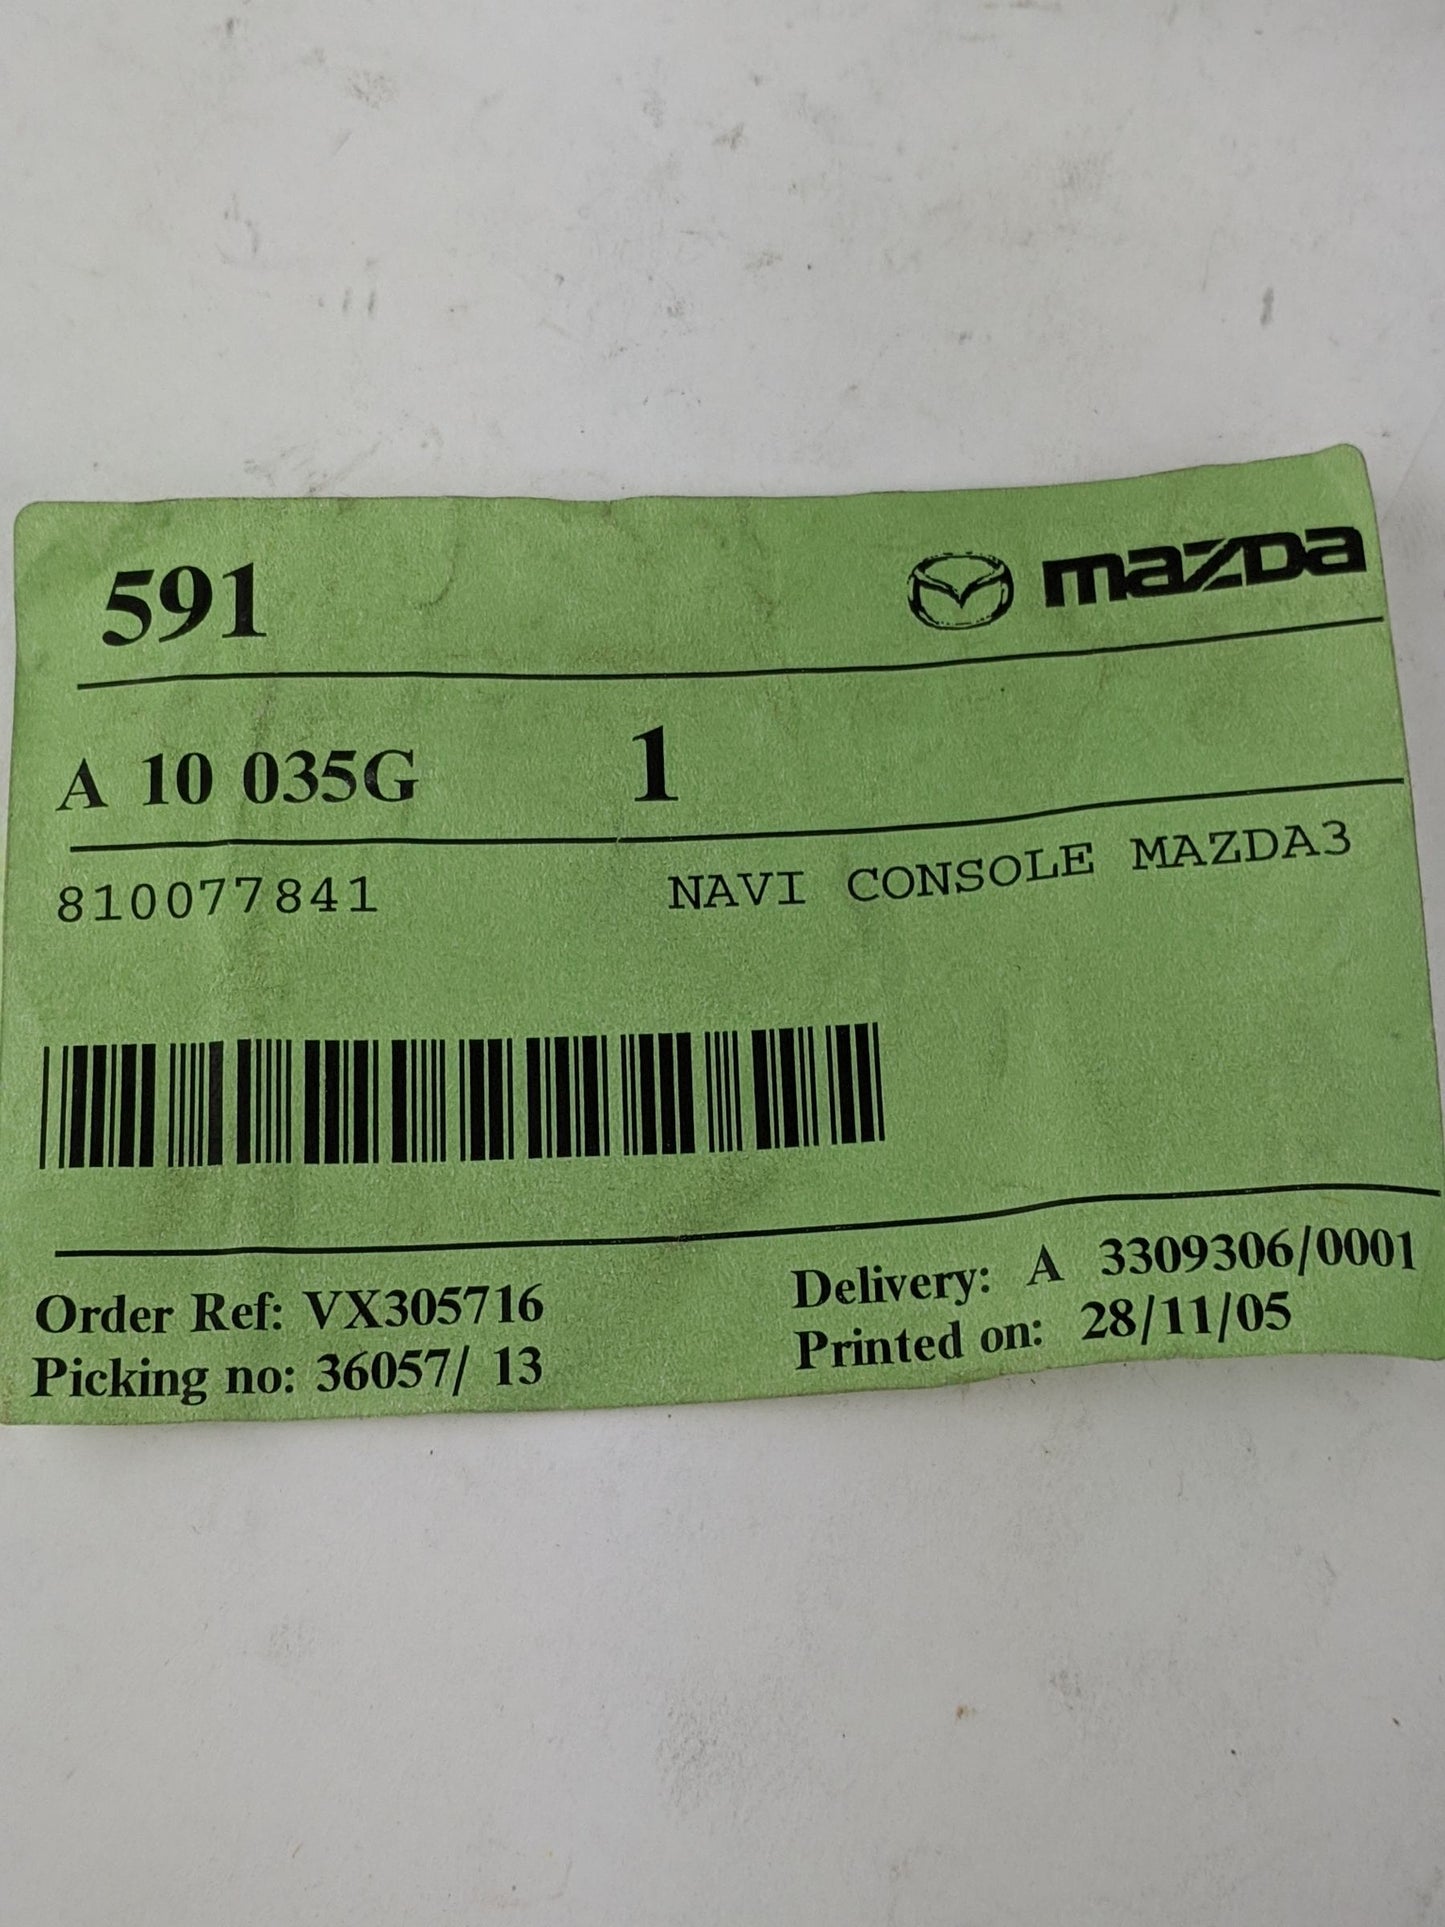 591 mazda
A 10 035G 1
810077841 NAVI CONSOLE MAZDA3
Order Ref: VX305716 Delivery: A 3309306/0001
Picking no: 36057/ 13 Printed on: 28/11/05